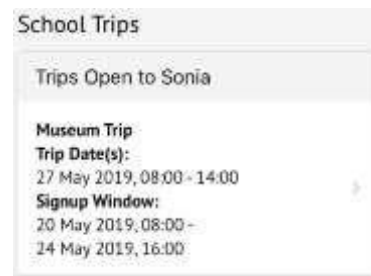 School Trips
Trips Open to Sonia
Museum Trip
Trip Date(s):
27 May 2019, 08:00 - 14:00
Signup Window:
20 May 2019, 08:00 -
24 May 2019, 16:00